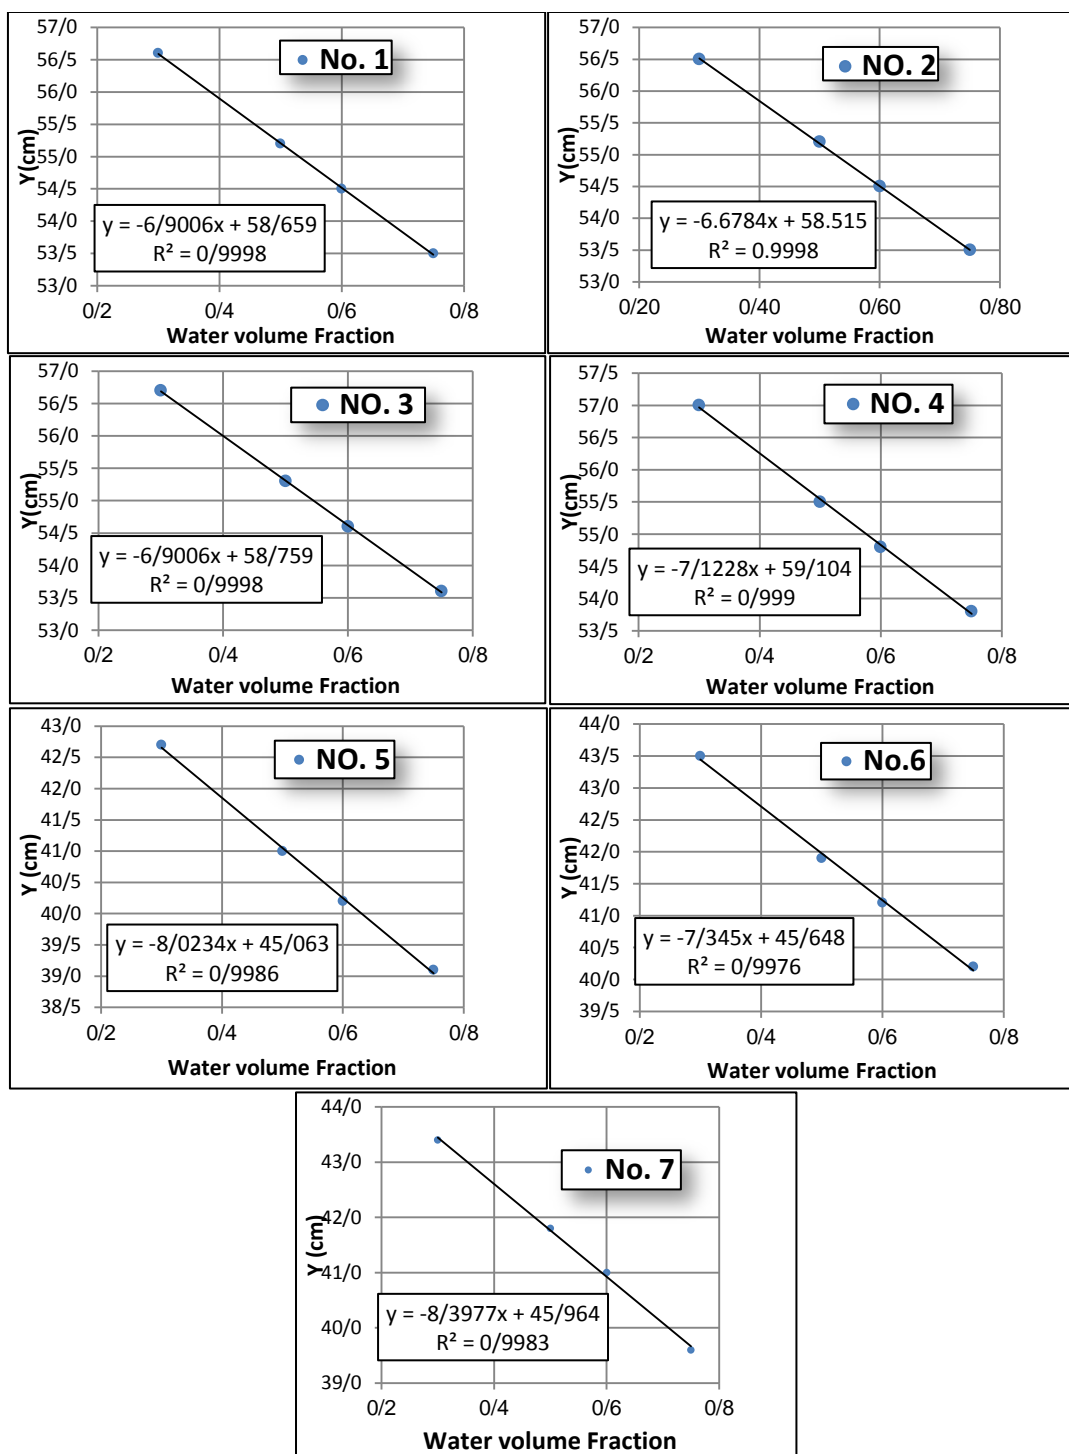 No. 1
57/0
56/5
56/0
55/5
55/0
54/5
54/0
53/5
53/0
Y(cm)
y = -6/9006x + 58/659
R² = 0/9998
0/2 0/4 0/6 0/8
Water volume Fraction
NO. 2
57/0
56/5
56/0
55/5
55/0
54/5
54/0
53/5
53/0
Y(cm)
y = -6.6784x + 58.515
R² = 0.9998
0/20 0/40 0/60 0/80
Water volume Fraction
NO. 3
57/0
56/5
56/0
55/5
55/0
54/5
54/0
53/5
53/0
Y(cm)
y = -6/9006x + 58/759
R² = 0/9998
0/2 0/4 0/6 0/8
Water volume Fraction
NO. 4
57/5
57/0
56/5
56/0
55/5
55/0
54/5
54/0
53/5
Y(cm)
y = -7/1228x + 59/104
R² = 0/999
0/2 0/4 0/6 0/8
Water volume Fraction
NO. 5
43/0
42/5
42/0
41/5
41/0
40/5
40/0
39/5
39/0
38/5
Y (cm)
y = -8/0234x + 45/063
R² = 0/9986
0/2 0/4 0/6 0/8
Water volume Fraction
No.6
44/0
43/5
43/0
42/5
42/0
41/5
41/0
40/5
40/0
39/5
Y (cm)
y = -7/345x + 45/648
R² = 0/9976
0/2 0/4 0/6 0/8
Water volume Fraction
No. 7
44/0
43/0
42/0
41/0
40/0
39/0
Y (cm)
y = -8/3977x + 45/964
R² = 0/9983
0/2 0/4 0/6 0/8
Water volume Fraction